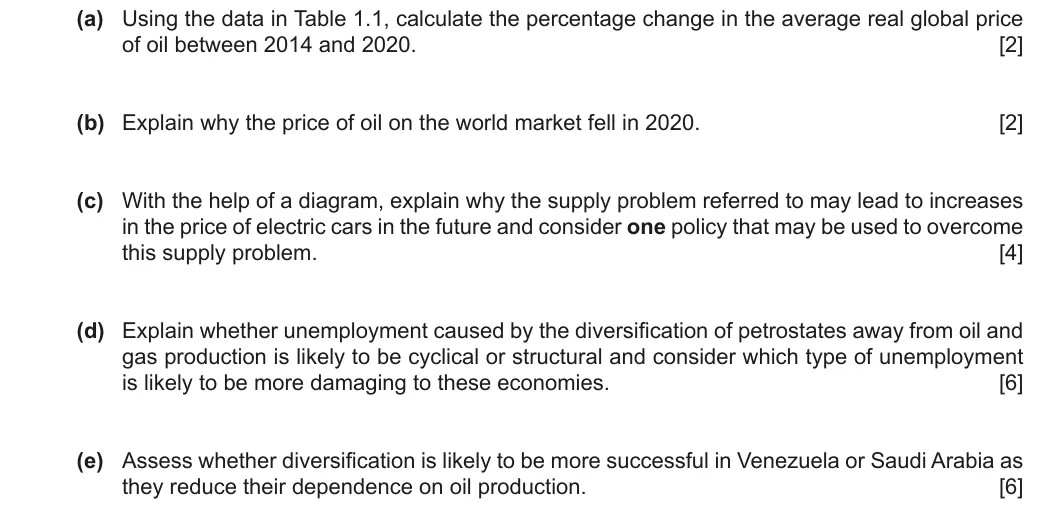 (a) Using the data in Table 1.1, calculate the percentage change in the average real global price
of oil between 2014 and 2020. [2]
(b) Explain why the price of oil on the world market fell in 2020. [2]
(c) With the help of a diagram, explain why the supply problem referred to may lead to increases
in the price of electric cars in the future and consider one policy that may be used to overcome
this supply problem. [4]
(d) Explain whether unemployment caused by the diversification of petrostates away from oil and
gas production is likely to be cyclical or structural and consider which type of unemployment
is likely to be more damaging to these economies. [6]
(e) Assess whether diversification is likely to be more successful in Venezuela or Saudi Arabia as
they reduce their dependence on oil production. [6]